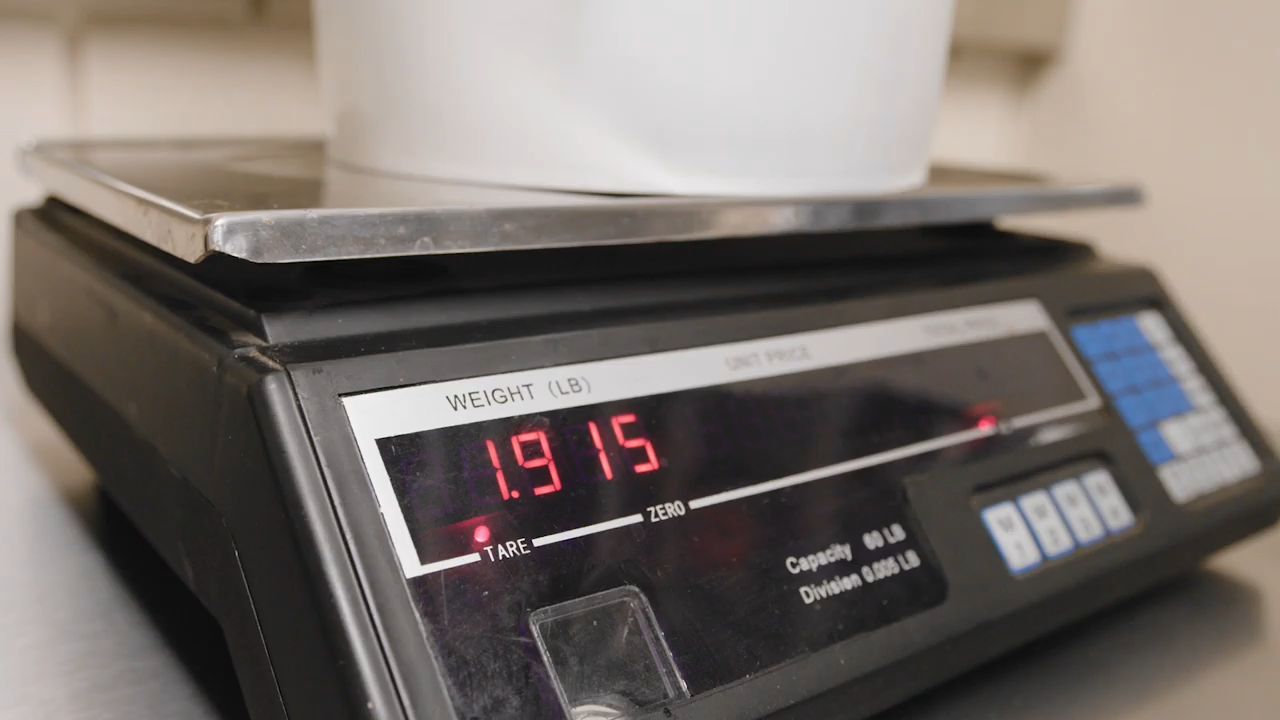 WEIGHT (LB)
UNIT PRICE
1.915
TARE
ZERO
Capacity 60 LB
Division 0.005 LB